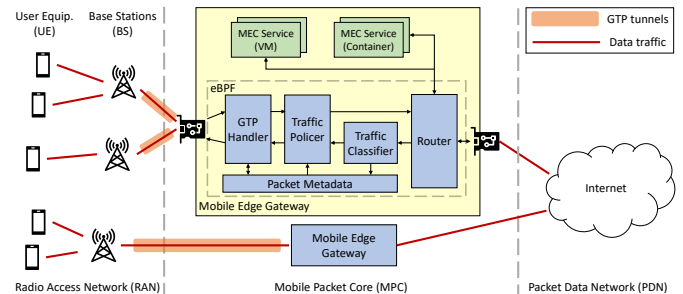 User Equip.
(UE)
Base Stations
(BS)
MEC Service
(VM)
MEC Service
(Container)
GTP tunnels
Data traffic
eBPF
GTP
Handler
Traffic
Policer
Traffic
Classifier
Router
Packet Metadata
Mobile Edge Gateway
Internet
Mobile Edge
Gateway
Radio Access Network (RAN)
Mobile Packet Core (MPC)
Packet Data Network (PDN)